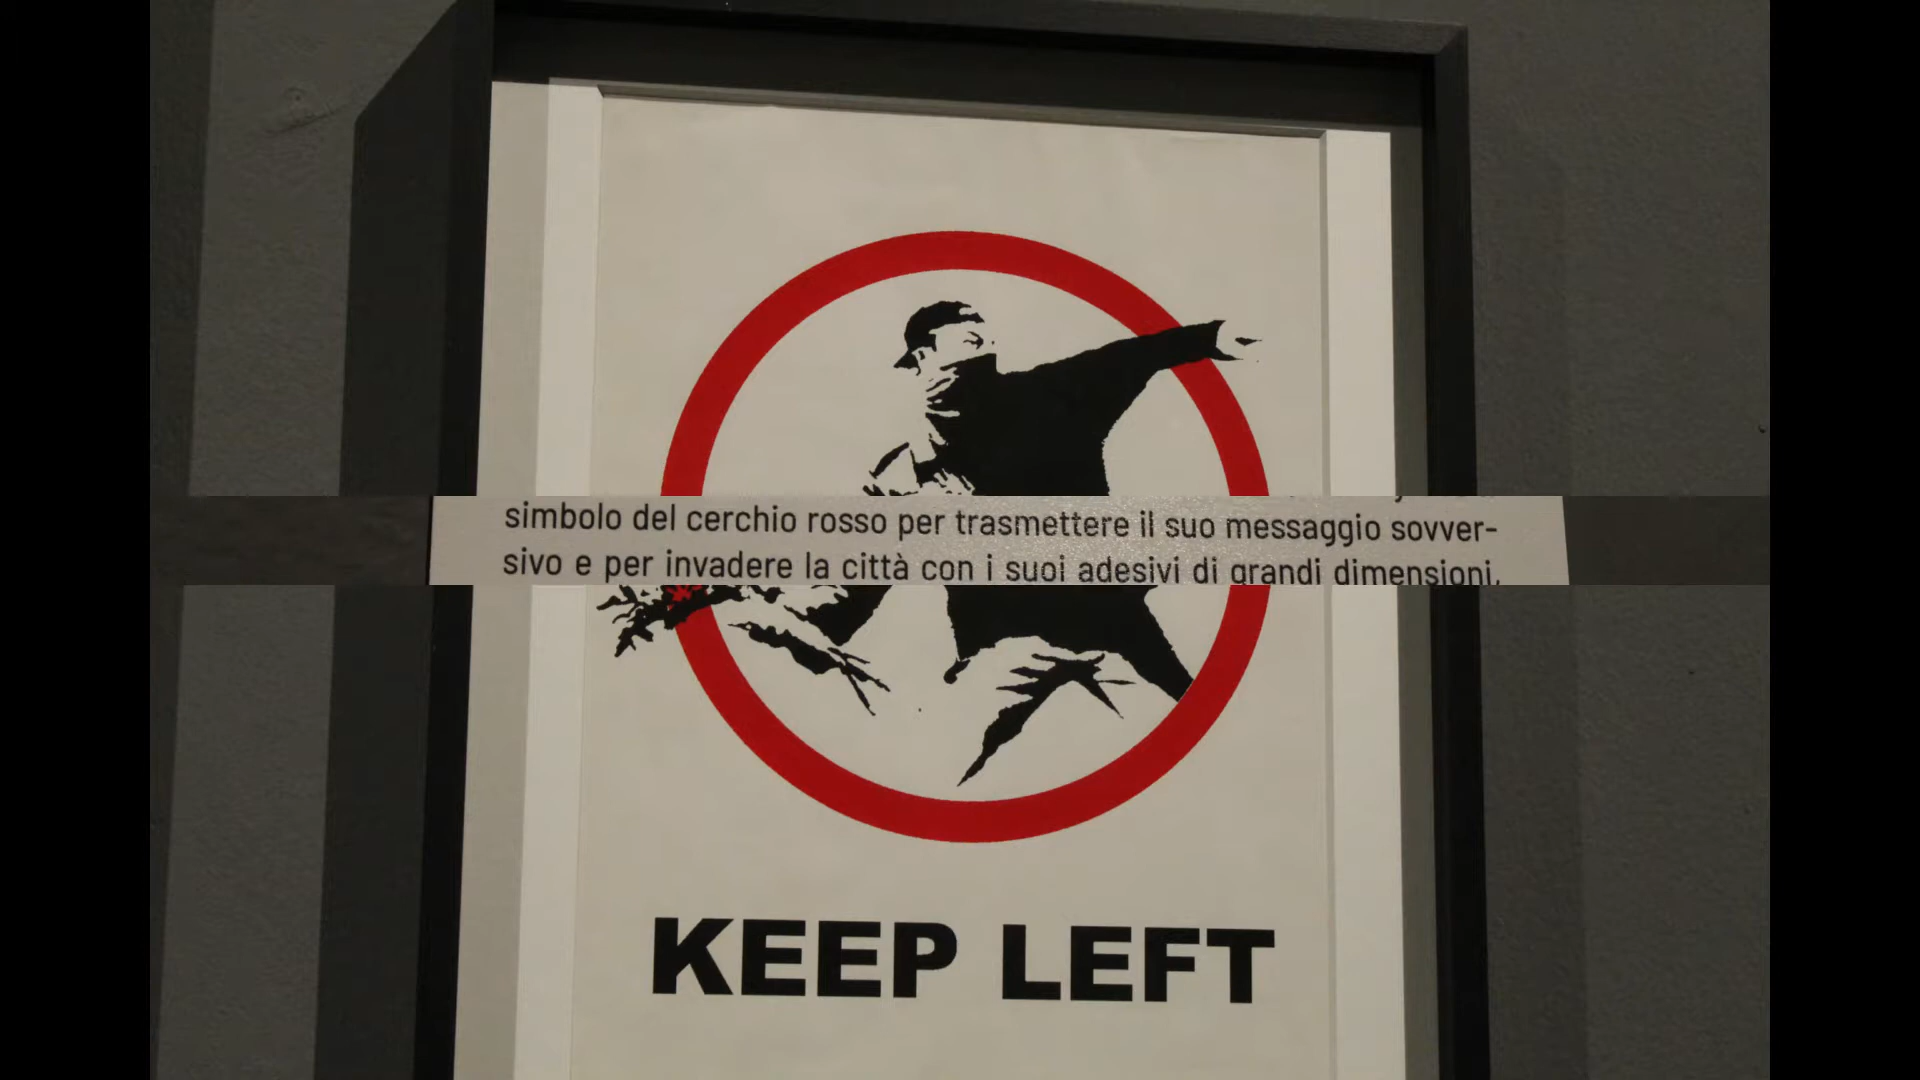 simbolo del cerchio rosso per trasmettere il suo messaggio sovver-
sivo e per invadere la città con i suoi adesivi di grandi dimensioni,
KEEP LEFT